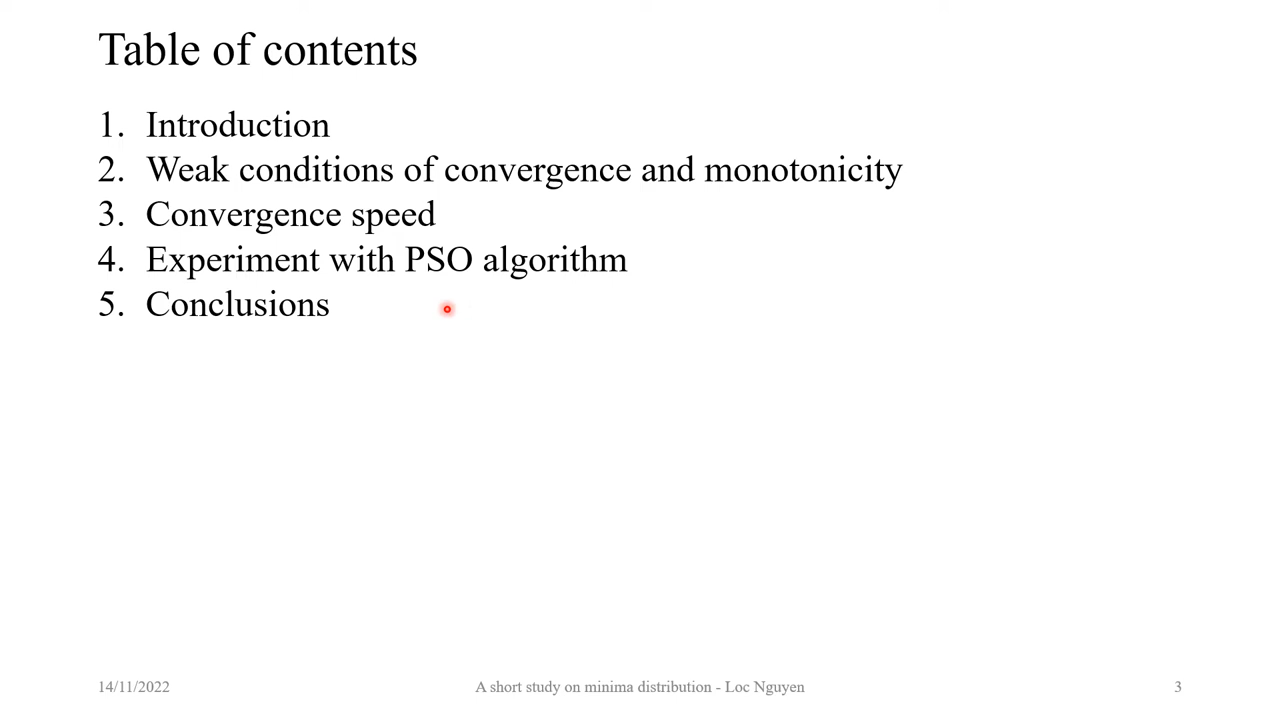 Table of contents
1. Introduction
2. Weak conditions of convergence and monotonicity
3. Convergence speed
4. Experiment with PSO algorithm
5. Conclusions
14/11/2022 A short study on minima distribution - Loc Nguyen 3